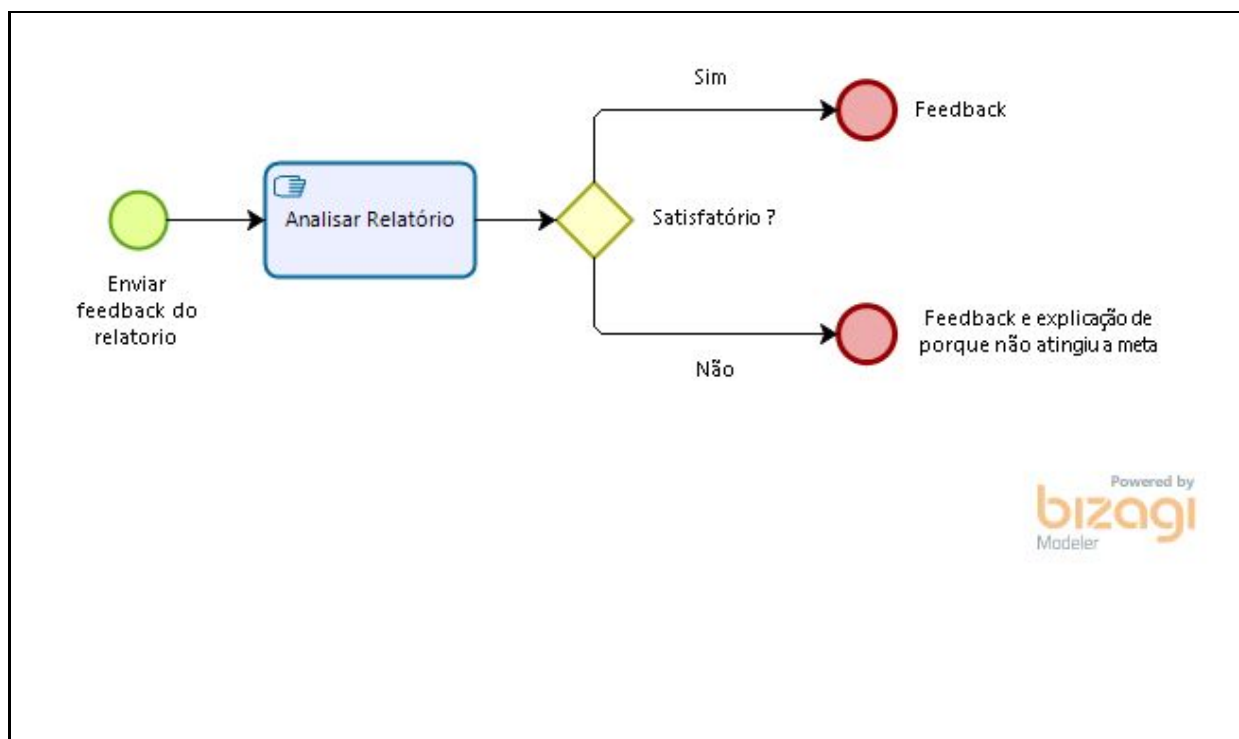 Sim
Feedback
Analisar Relatório
Satisfatório ?
Enviar
feedback do
relatorio
Feedback e explicação de
porque não atingiu a meta
Não
Powered by
bizagi
Modeler